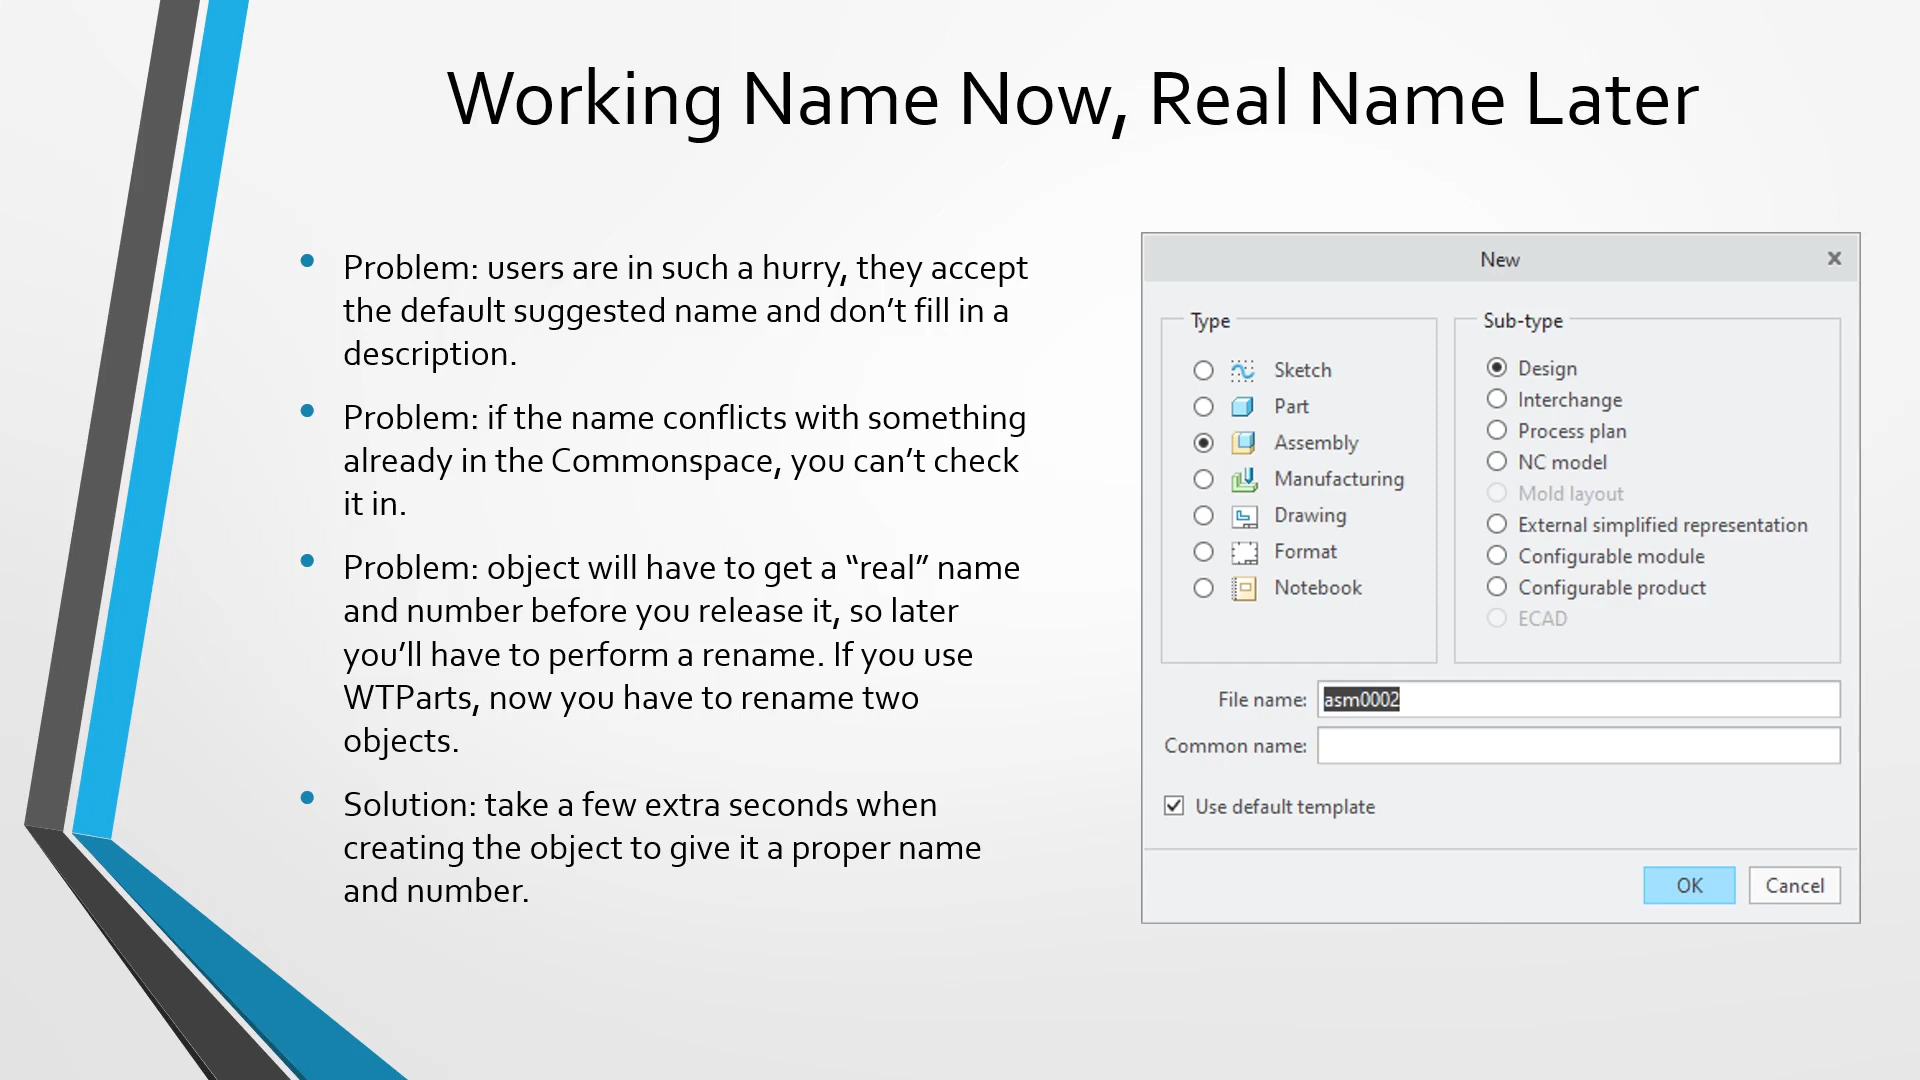 Working Name Now, Real Name Later
• Problem: users are in such a hurry, they accept
the default suggested name and don’t fill in a
description.
• Problem: if the name conflicts with something
already in the Commonspace, you can’t check
it in.
• Problem: object will have to get a “real” name
and number before you release it, so later
you’ll have to perform a rename. If you use
WTParts, now you have to rename two
objects.
• Solution: take a few extra seconds when
creating the object to give it a proper name
and number.
New
Type
Sketch
Part
Assembly
Manufacturing
Drawing
Format
Notebook
Sub-type
Design
Interchange
Process plan
NC model
Mold layout
External simplified representation
Configurable module
Configurable product
ECAD
File name: asm0002
Common name:
Use default template
OK
Cancel